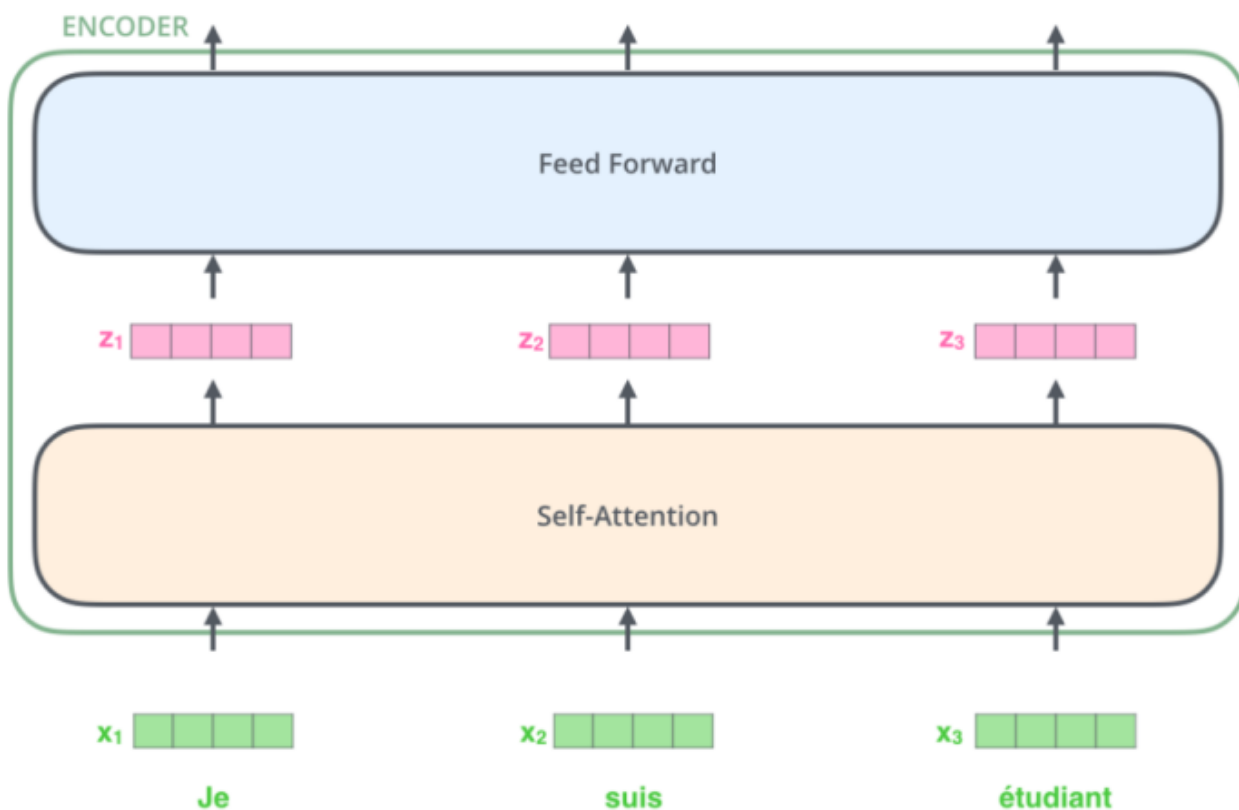 ENCODER
Feed Forward
z₁ z₂ z₃
Self-Attention
x₁ x₂ x₃
Je suis étudiant